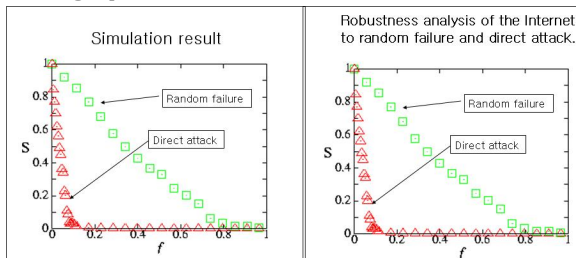 Simulation result
1
0.8
0.6
S
0.4
0.2
0
0
0.2
0.4
0.6
0.8
1
f
Random failure
Direct attack
Robustness analysis of the Internet
to random failure and direct attack.
1
0.8
0.6
S
0.4
0.2
0
0
0.2
0.4
0.6
0.8
1
f
Random failure
Direct attack